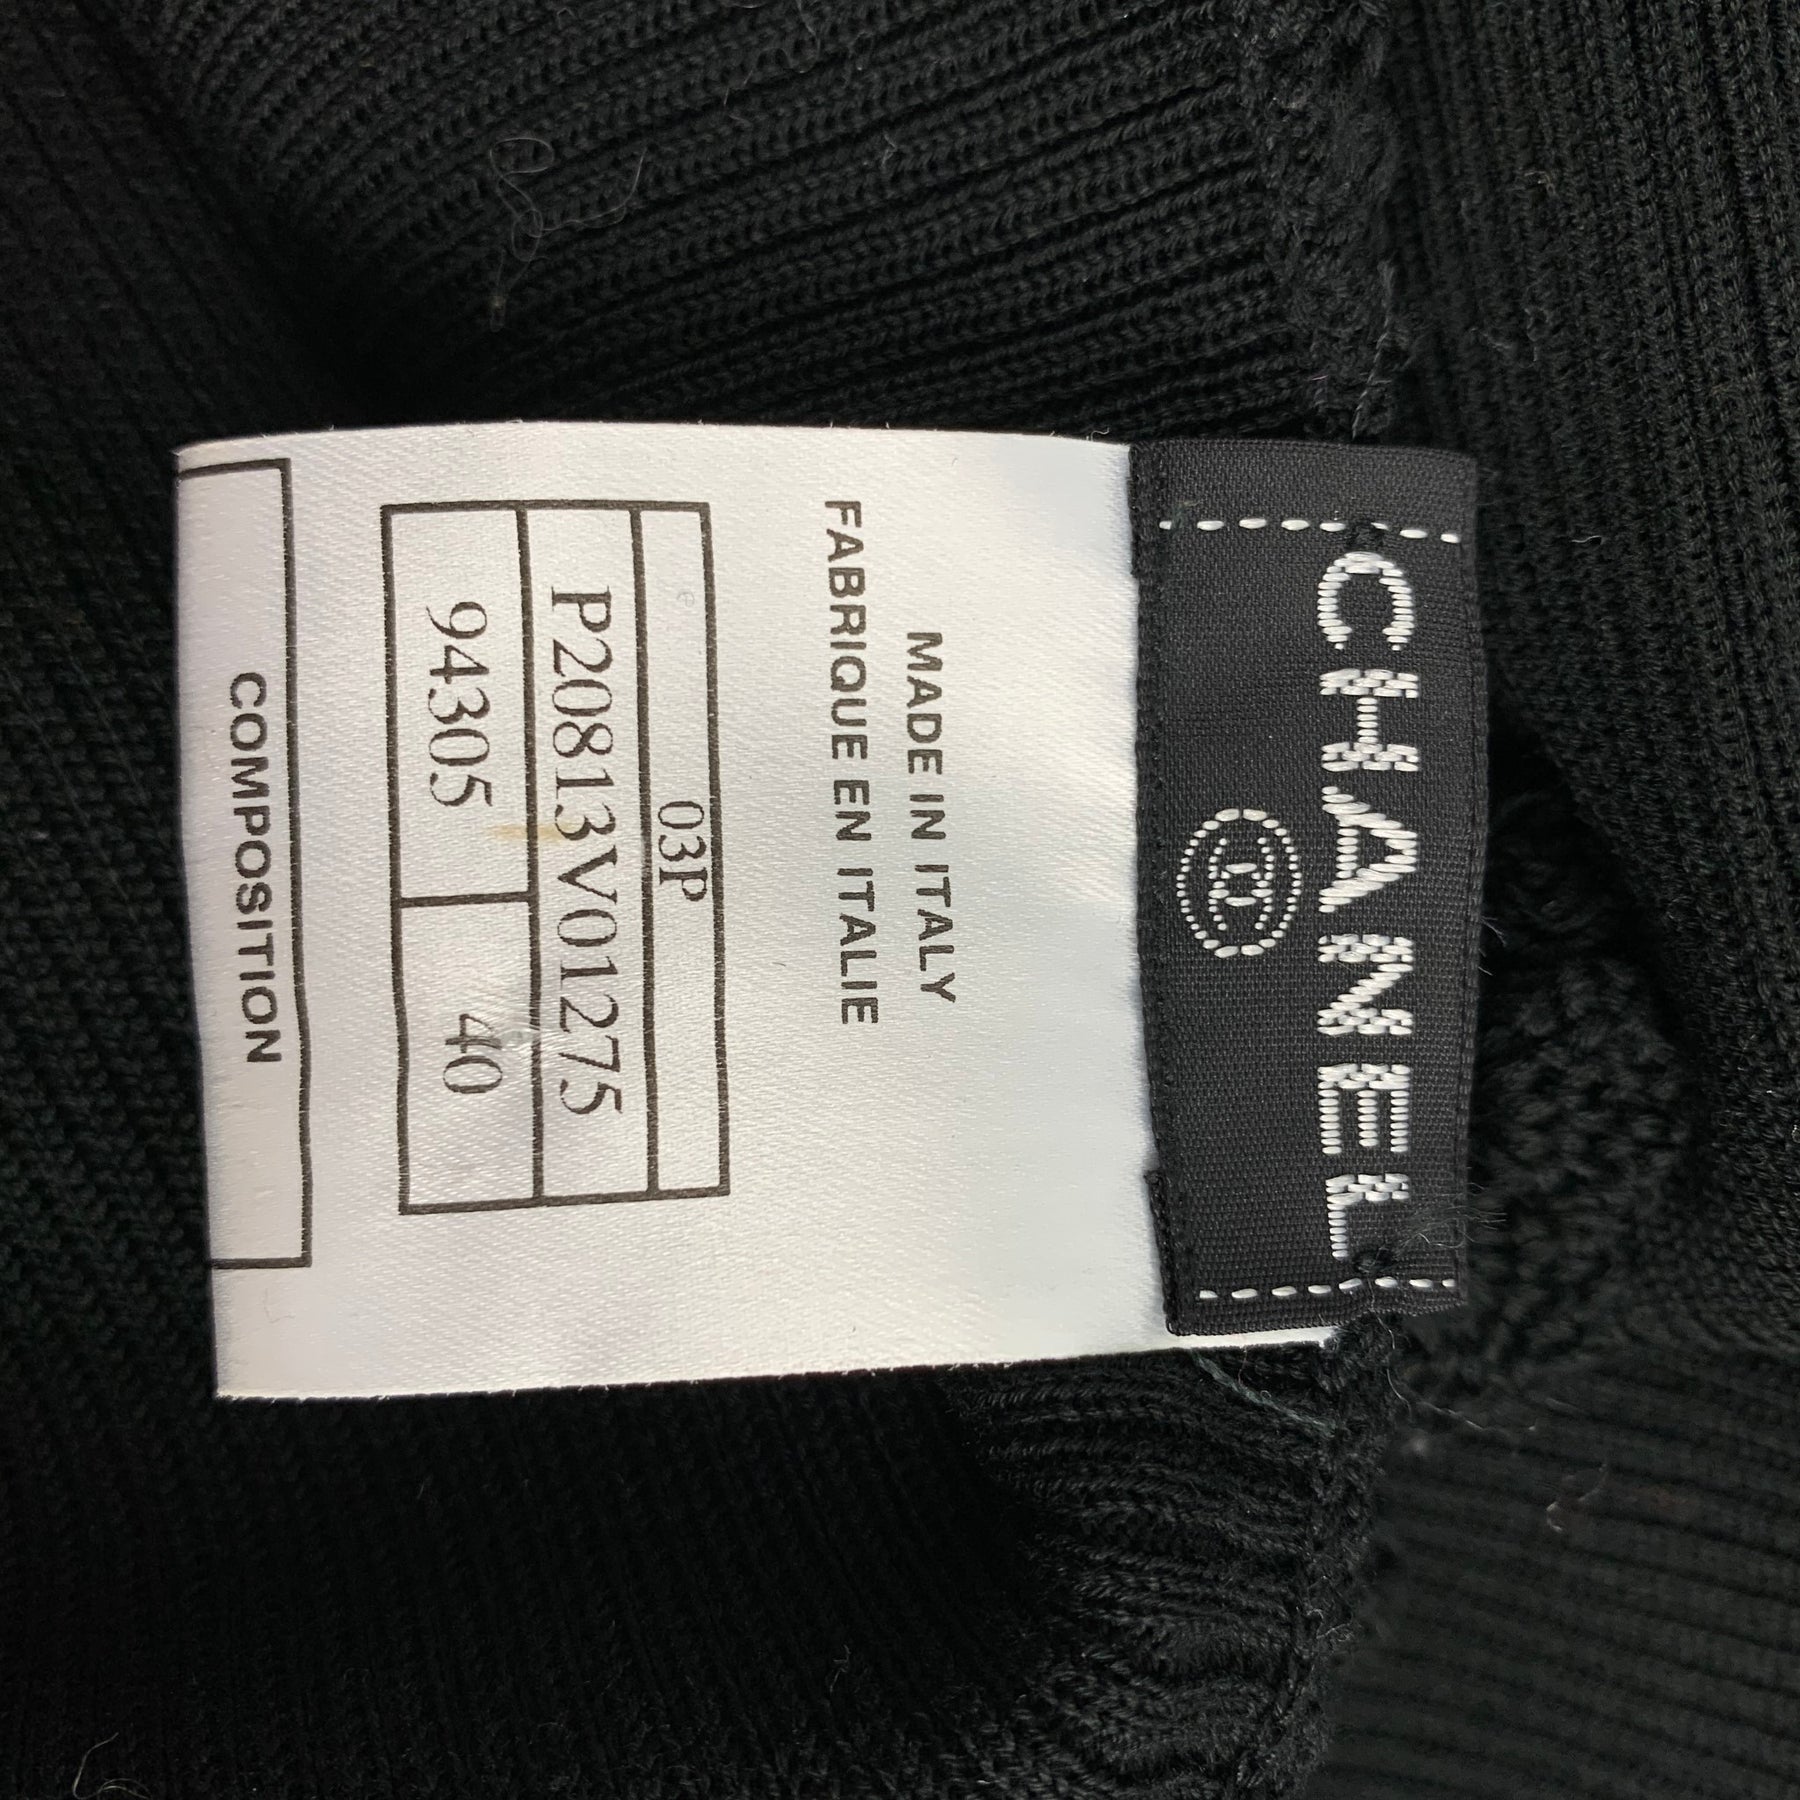 CHANEL
MADE IN ITALY
FABRIQUE EN ITALIE
03P
P20813V01275
94305 40
COMPOSITION